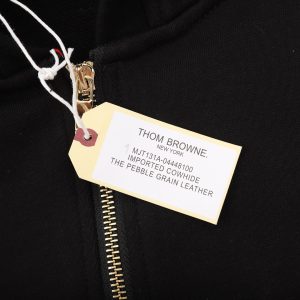 THOM BROWNE.
NEW YORK
MJT131A-04448100
IMPORTED COWHIDE
THE PEBBLE GRAIN LEATHER